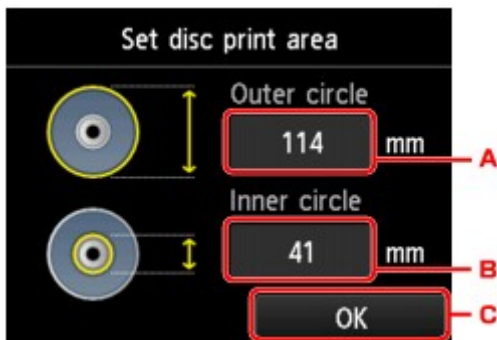 Set disc print area
Outer circle
114 mm
A
Inner circle
41 mm
B
OK
C